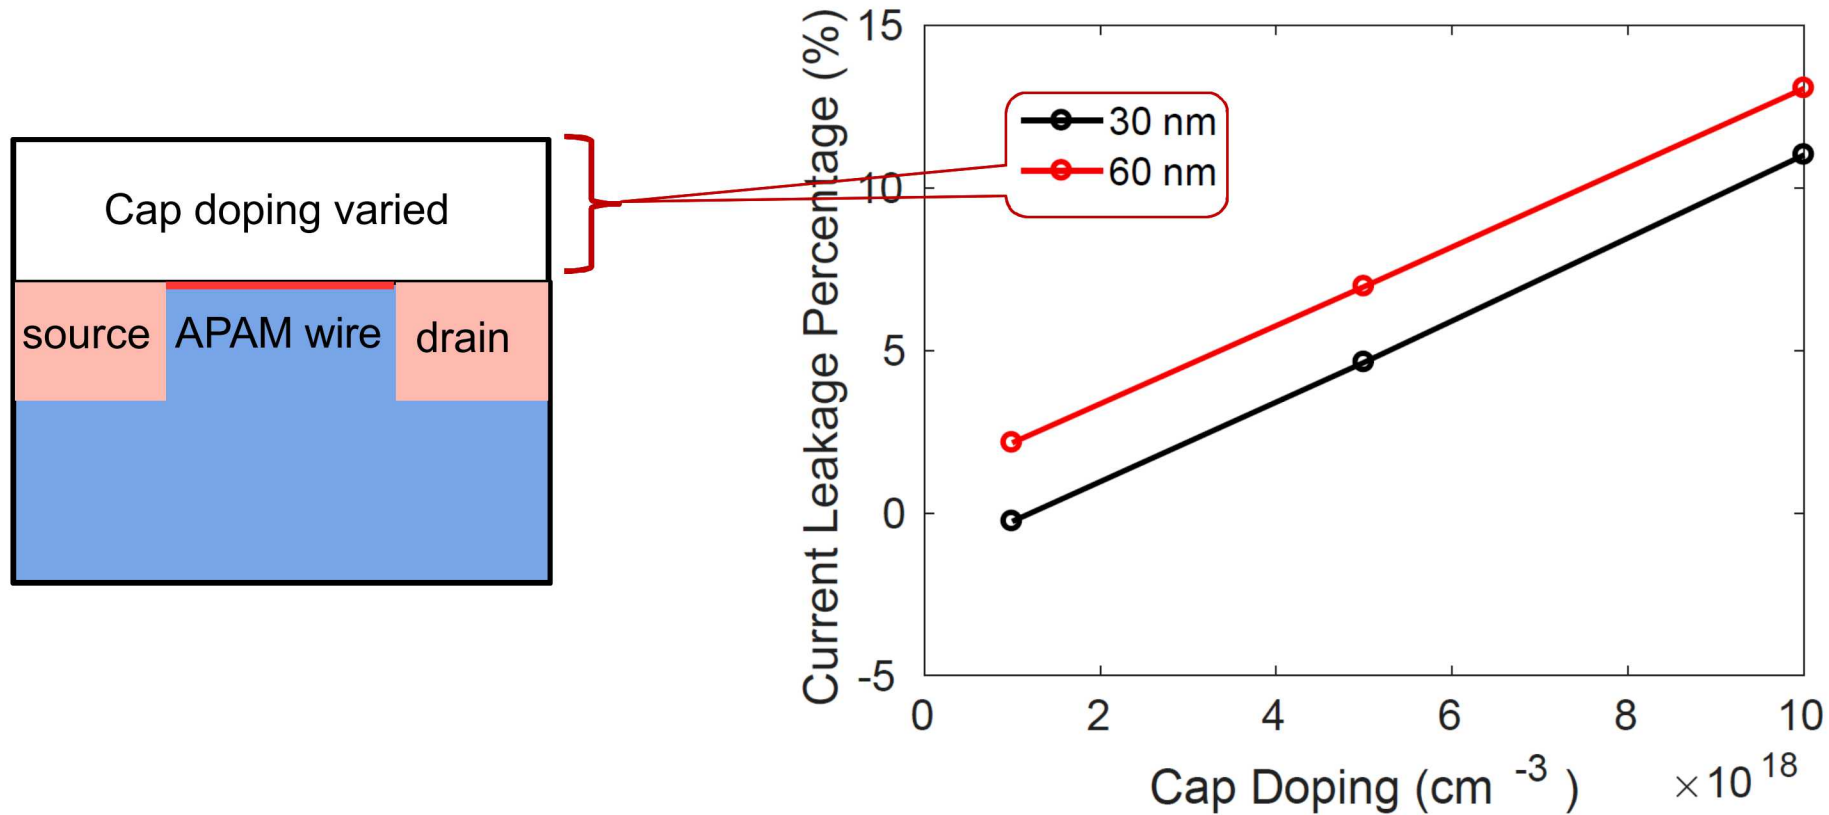 Cap doping varied
source
APAM wire
drain
Current Leakage Percentage (%)
15
10
5
0
-5
30 nm
60 nm
0
2
4
6
8
10
Cap Doping (cm -3 )
×10 18